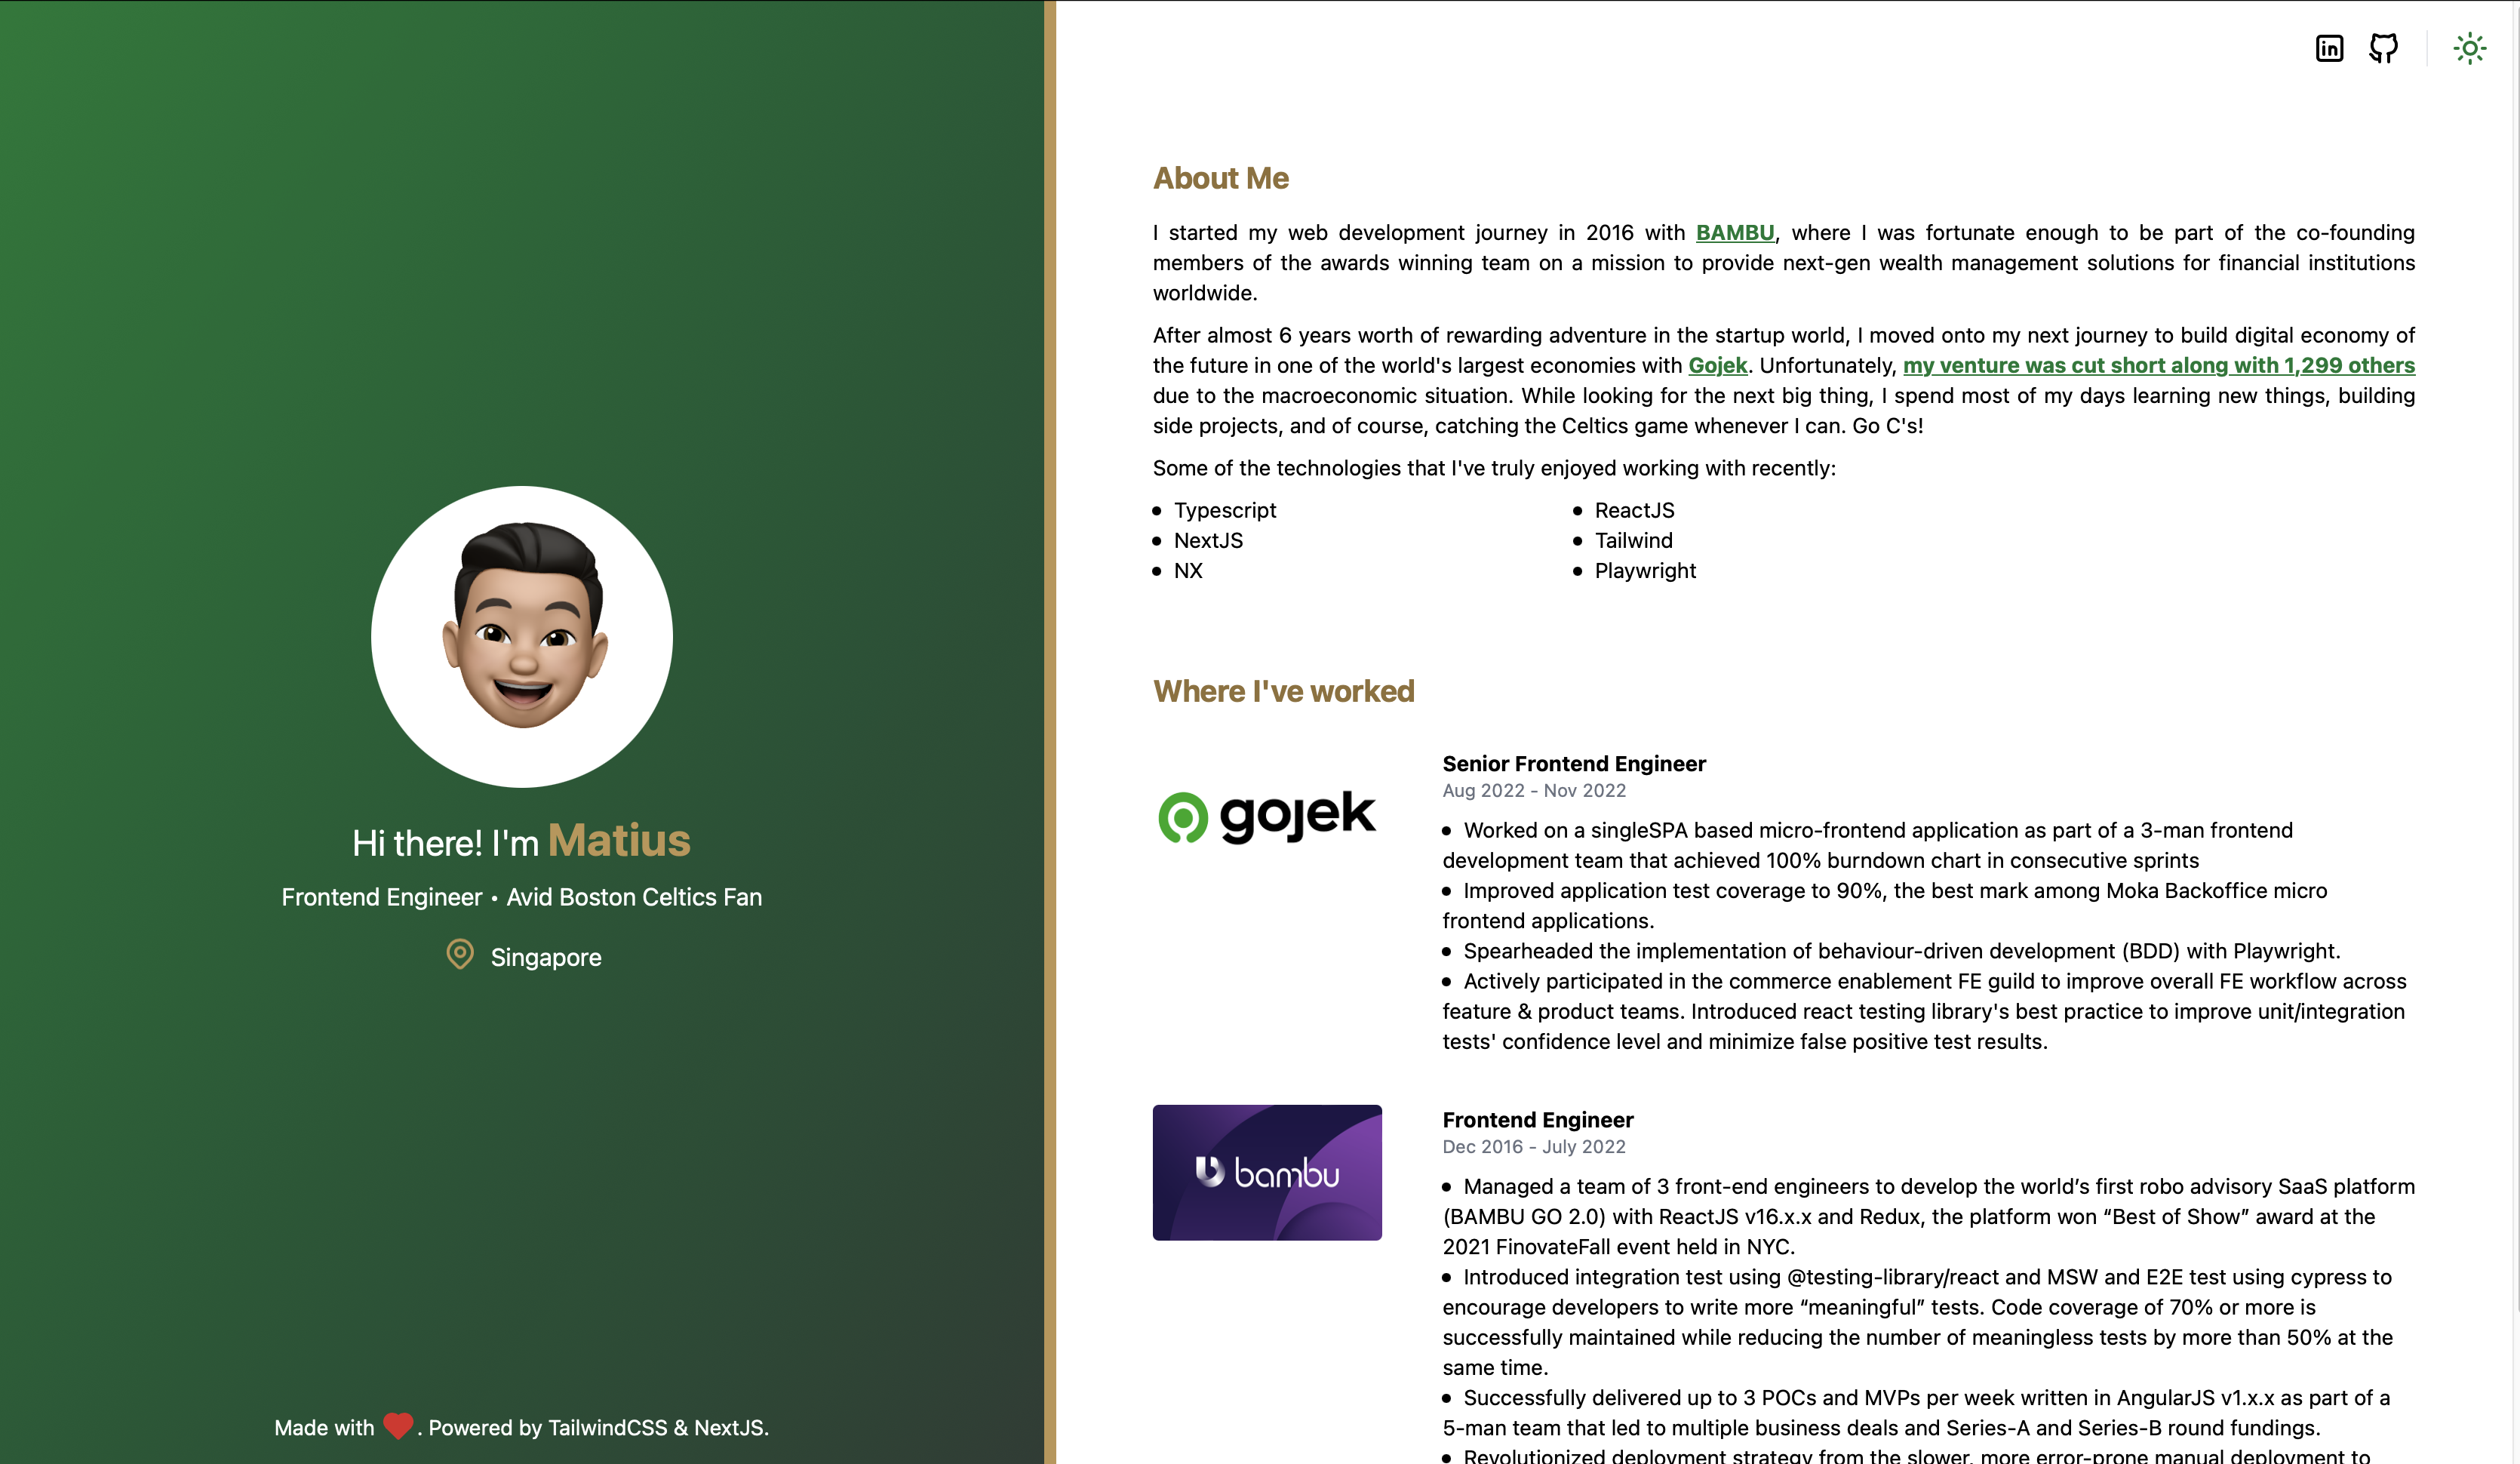 Hi there! I'm Matius
Frontend Engineer • Avid Boston Celtics Fan
Singapore
Made with ❤. Powered by TailwindCSS & NextJS.
in
About Me
I started my web development journey in 2016 with BAMBU, where I was fortunate enough to be part of the co-founding
members of the awards winning team on a mission to provide next-gen wealth management solutions for financial institutions
worldwide.
After almost 6 years worth of rewarding adventure in the startup world, I moved onto my next journey to build digital economy of
the future in one of the world's largest economies with Gojek. Unfortunately, my venture was cut short along with 1,299 others
due to the macroeconomic situation. While looking for the next big thing, I spend most of my days learning new things, building
side projects, and of course, catching the Celtics game whenever I can. Go C's!
Some of the technologies that I've truly enjoyed working with recently:
• Typescript
• NextJS
• NX
• ReactJS
• Tailwind
• Playwright
Where I've worked
gojek
Senior Frontend Engineer
Aug 2022 - Nov 2022
• Worked on a singleSPA based micro-frontend application as part of a 3-man frontend
development team that achieved 100% burndown chart in consecutive sprints
• Improved application test coverage to 90%, the best mark among Moka Backoffice micro
frontend applications.
• Spearheaded the implementation of behaviour-driven development (BDD) with Playwright.
• Actively participated in the commerce enablement FE guild to improve overall FE workflow across
feature & product teams. Introduced react testing library's best practice to improve unit/integration
tests' confidence level and minimize false positive test results.
bambu
Frontend Engineer
Dec 2016 - July 2022
• Managed a team of 3 front-end engineers to develop the world’s first robo advisory SaaS platform
(BAMBU GO 2.0) with ReactJS v16.x.x and Redux, the platform won “Best of Show” award at the
2021 FinovateFall event held in NYC.
• Introduced integration test using @testing-library/react and MSW and E2E test using cypress to
encourage developers to write more “meaningful” tests. Code coverage of 70% or more is
successfully maintained while reducing the number of meaningless tests by more than 50% at the
same time.
• Successfully delivered up to 3 POCs and MVPs per week written in AngularJS v1.x.x as part of a
5-man team that led to multiple business deals and Series-A and Series-B round fundings.
• Revolutionized deployment strategy from the slower, more error-prone manual deployment to